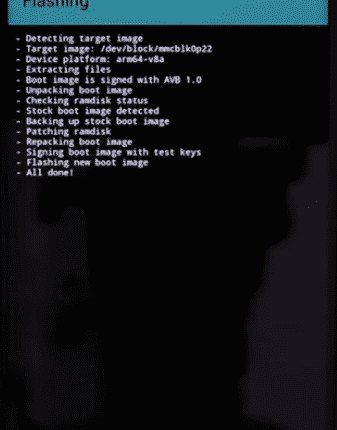 Flashing
- Detecting target image
- Target image: /dev/block/mmcblk0p22
- Device platform: arm64-v8a
- Extracting files
- Boot image is signed with AVB 1.0
- Unpacking boot image
- Checking ramdisk status
- Stock boot image detected
- Backing up stock boot image
- Patching ramdisk
- Repacking boot image
- Signing boot image with test keys
- Flashing new boot image
- All done!